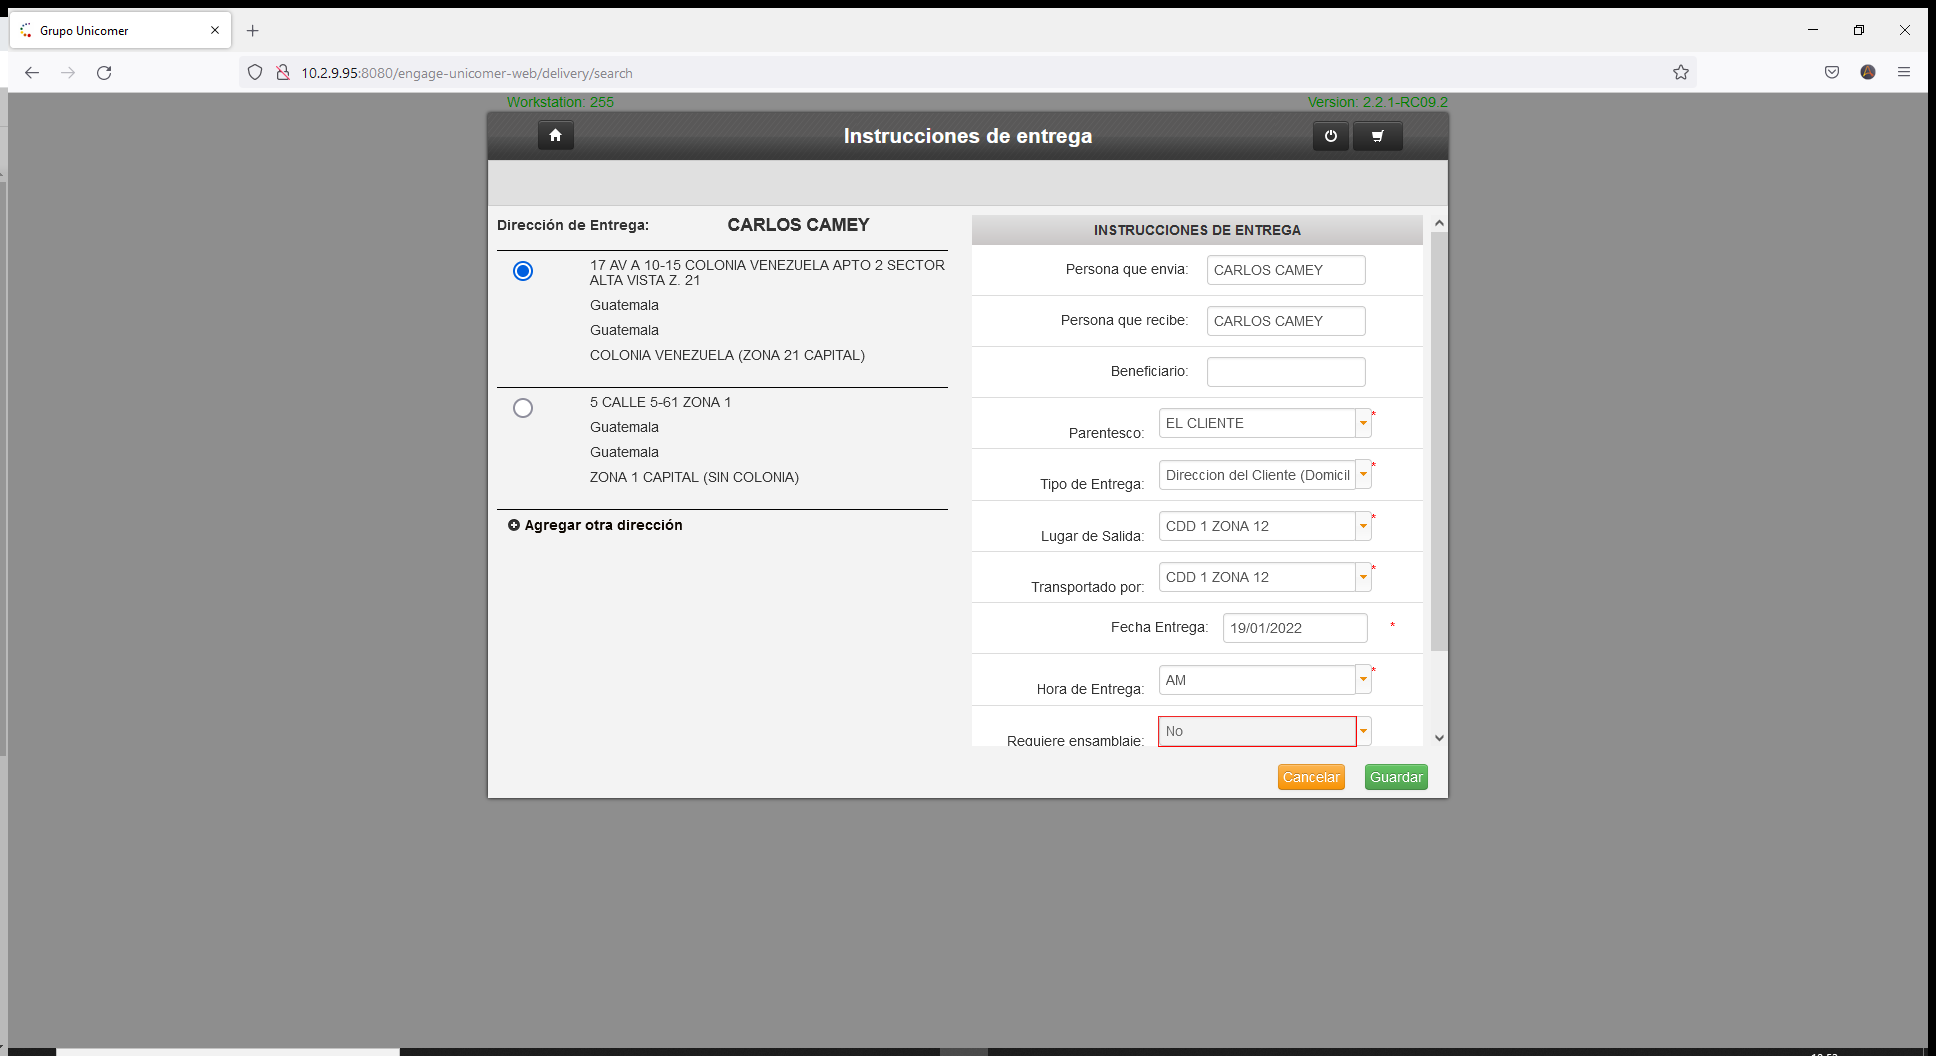 Grupo Unicomer
10.2.9.95:8080/engage-unicomer-web/delivery/search
Workstation: 255
Version: 2.2.1-RC09.2
Instrucciones de entrega
Dirección de Entrega:
CARLOS CAMEY
17 AV A 10-15 COLONIA VENEZUELA APTO 2 SECTOR
ALTA VISTA Z. 21
Guatemala
Guatemala
COLONIA VENEZUELA (ZONA 21 CAPITAL)
5 CALLE 5-61 ZONA 1
Guatemala
Guatemala
ZONA 1 CAPITAL (SIN COLONIA)
Agregar otra dirección
INSTRUCCIONES DE ENTREGA
Persona que envia: CARLOS CAMEY
Persona que recibe: CARLOS CAMEY
Beneficiario:
Parentesco: EL CLIENTE *
Tipo de Entrega: Direccion del Cliente (Domicil *
Lugar de Salida: CDD 1 ZONA 12 *
Transportado por: CDD 1 ZONA 12 *
Fecha Entrega: 19/01/2022 *
Hora de Entrega: AM *
Requiere ensamblaje: No
Cancelar
Guardar